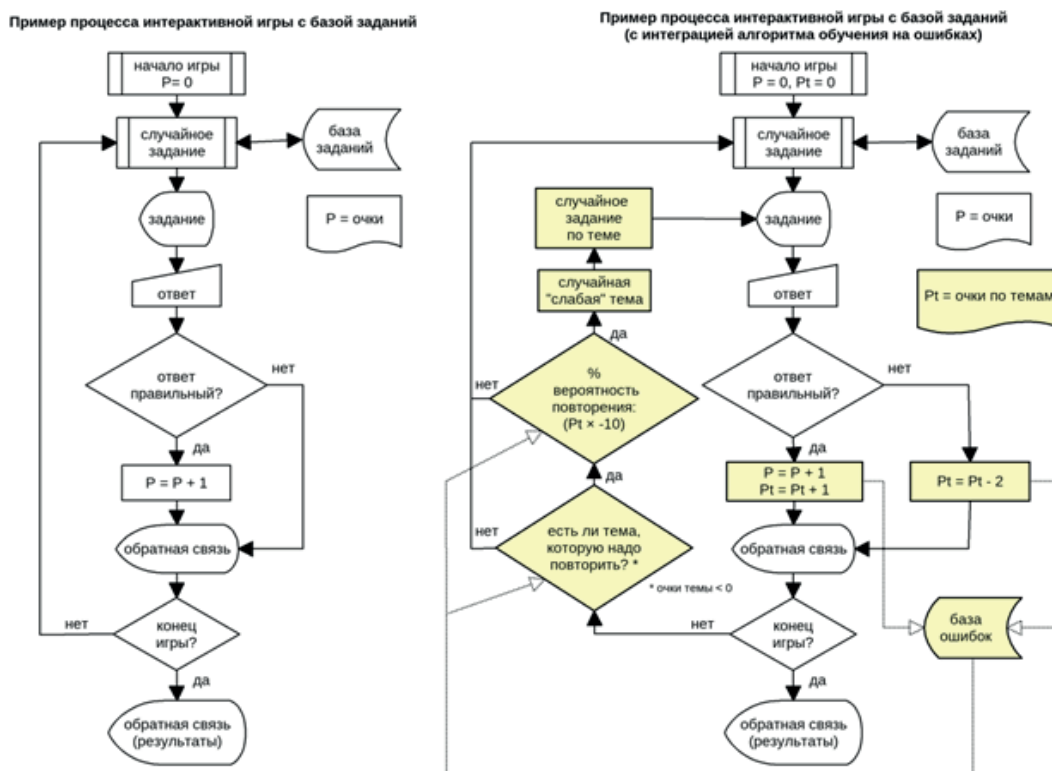 Пример процесса интерактивной игры с базой заданий
начало игры
P= 0
случайное
задание
база
заданий
задание
P = очки
ответ
ответ
правильный?
нет
да
P = P + 1
обратная связь
конец
игры?
нет
да
обратная связь
(результаты)
Пример процесса интерактивной игры с базой заданий
(с интеграцией алгоритма обучения на ошибках)
начало игры
P = 0, Pt = 0
случайное
задание
база
заданий
случайное
задание
по теме
задание
P = очки
случайная
"слабая" тема
ответ
Pt = очки по темам
да
%
вероятность
повторения:
(Pt × -10)
нет
ответ
правильный?
нет
да
да
P = P + 1
Pt = Pt + 1
Pt = Pt - 2
нет
есть ли тема,
которую надо
повторить? *
обратная связь
* очки темы < 0
нет
конец
игры?
база
ошибок
да
обратная связь
(результаты)